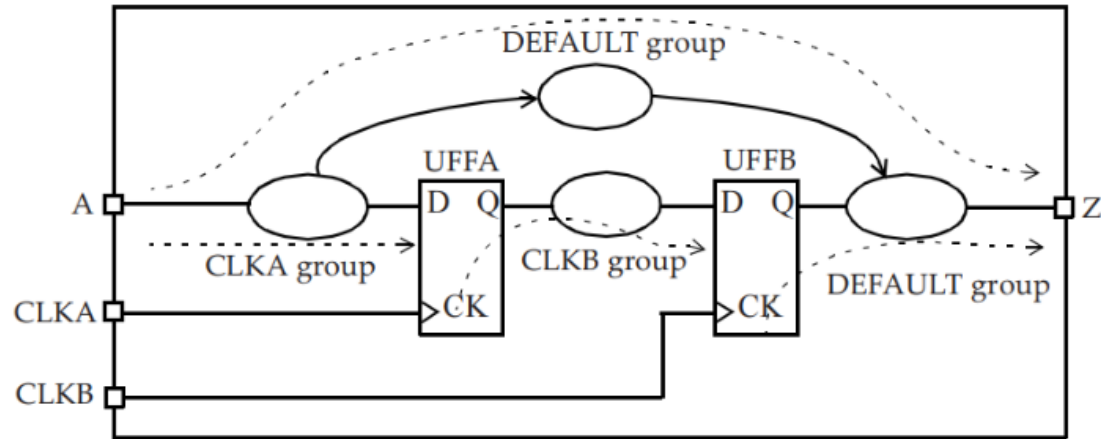 DEFAULT group
UFFA
UFFB
A
D
Q
D
Q
Z
CLKA group
CLKB group
DEFAULT group
CLKA
CK
CK
CLKB